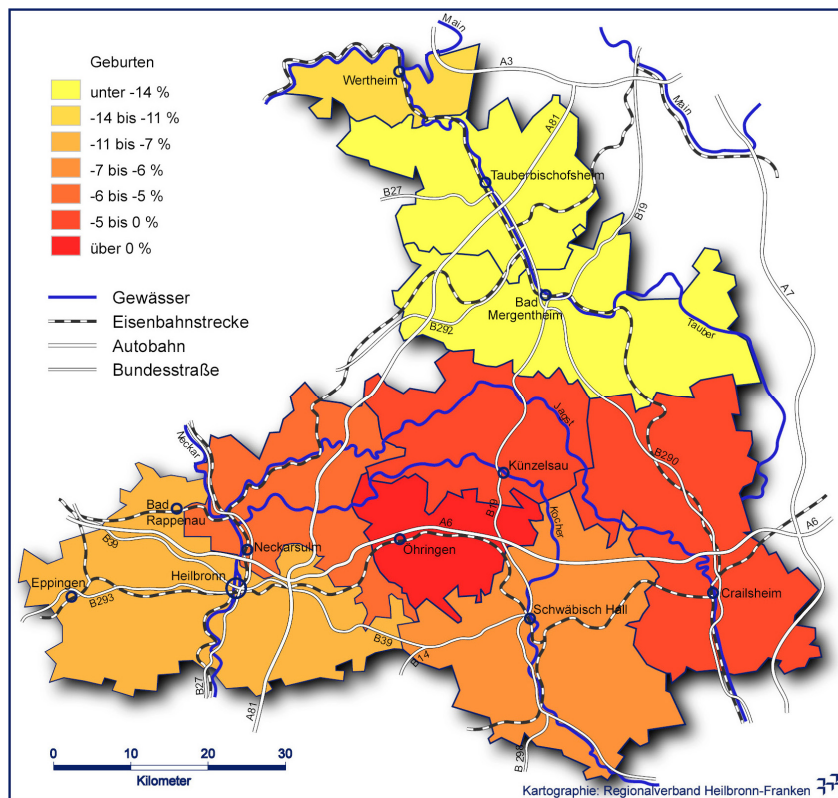 Geburten
unter -14 %
-14 bis -11 %
-11 bis -7 %
-7 bis -6 %
-6 bis -5 %
-5 bis 0 %
über 0 %
Gewässer
Eisenbahnstrecke
Autobahn
Bundesstraße
Main
Wertheim
A3
Main
A81
Tauberbischofsheim
B27
B19
A7
Bad
Mergentheim
B292
Tauber
Neckar
Jagst
B290
Künzelsau
Bad
Rappenau
B19
Kocher
A6
A6
B39
Neckarsulm
Öhringen
Heilbronn
Eppingen
B293
Crailsheim
Schwäbisch Hall
B39
B14
B27
A81
B 298
0 10 20 30
Kilometer
Kartographie: Regionalverband Heilbronn-Franken